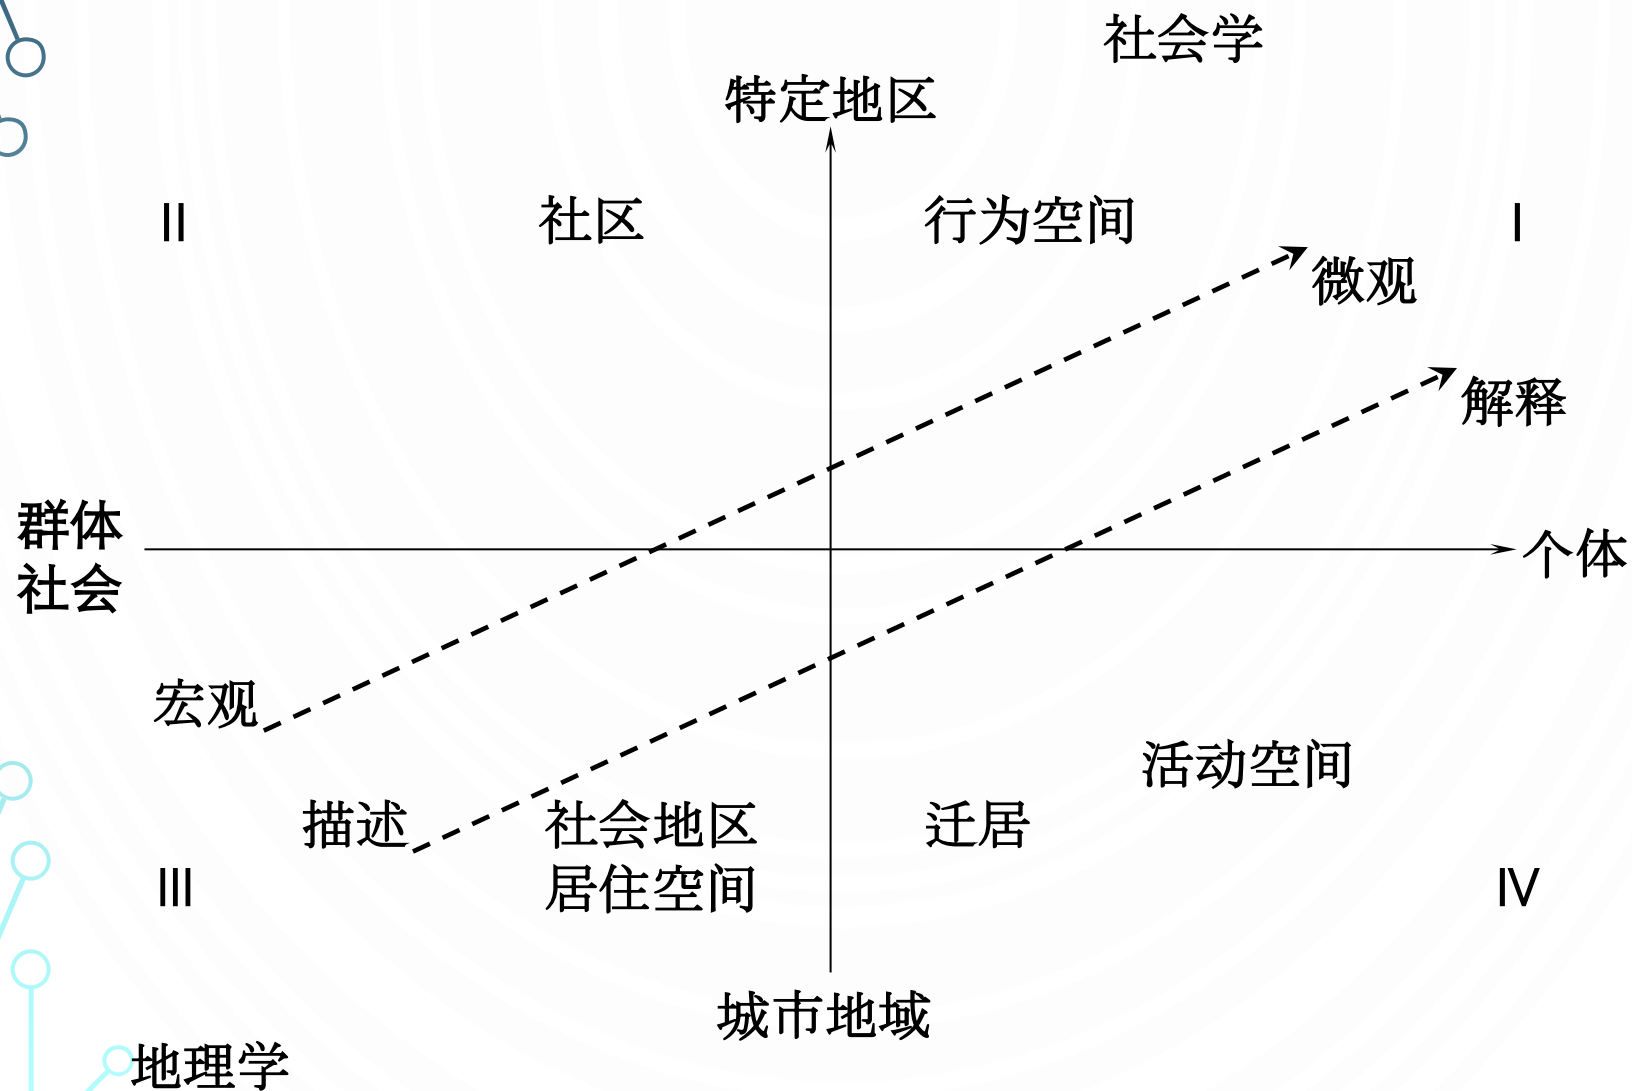 社会学
特定地区
II
社区
行为空间
I
微观
解释
群体
社会
个体
宏观
活动空间
描述
社会地区
居住空间
迁居
III
IV
城市地域
地理学